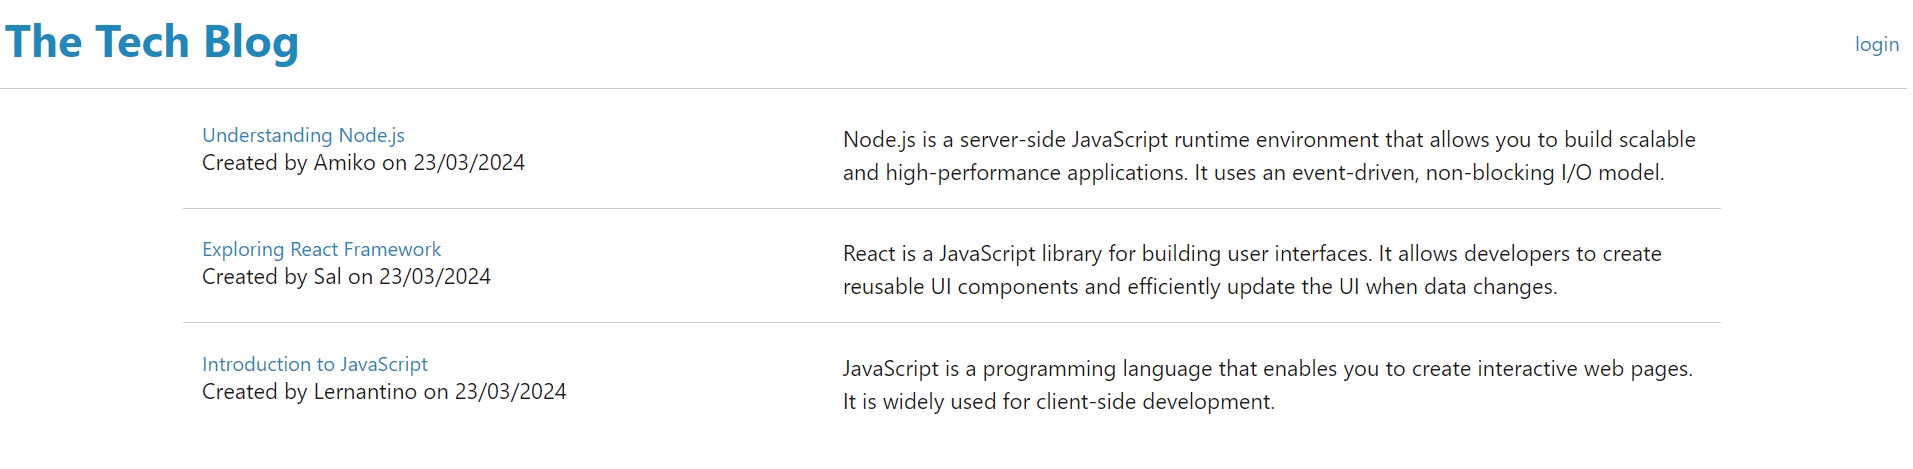 The Tech Blog
login
Understanding Node.js
Created by Amiko on 23/03/2024
Node.js is a server-side JavaScript runtime environment that allows you to build scalable
and high-performance applications. It uses an event-driven, non-blocking I/O model.
Exploring React Framework
Created by Sal on 23/03/2024
React is a JavaScript library for building user interfaces. It allows developers to create
reusable UI components and efficiently update the UI when data changes.
Introduction to JavaScript
Created by Lernantino on 23/03/2024
JavaScript is a programming language that enables you to create interactive web pages.
It is widely used for client-side development.